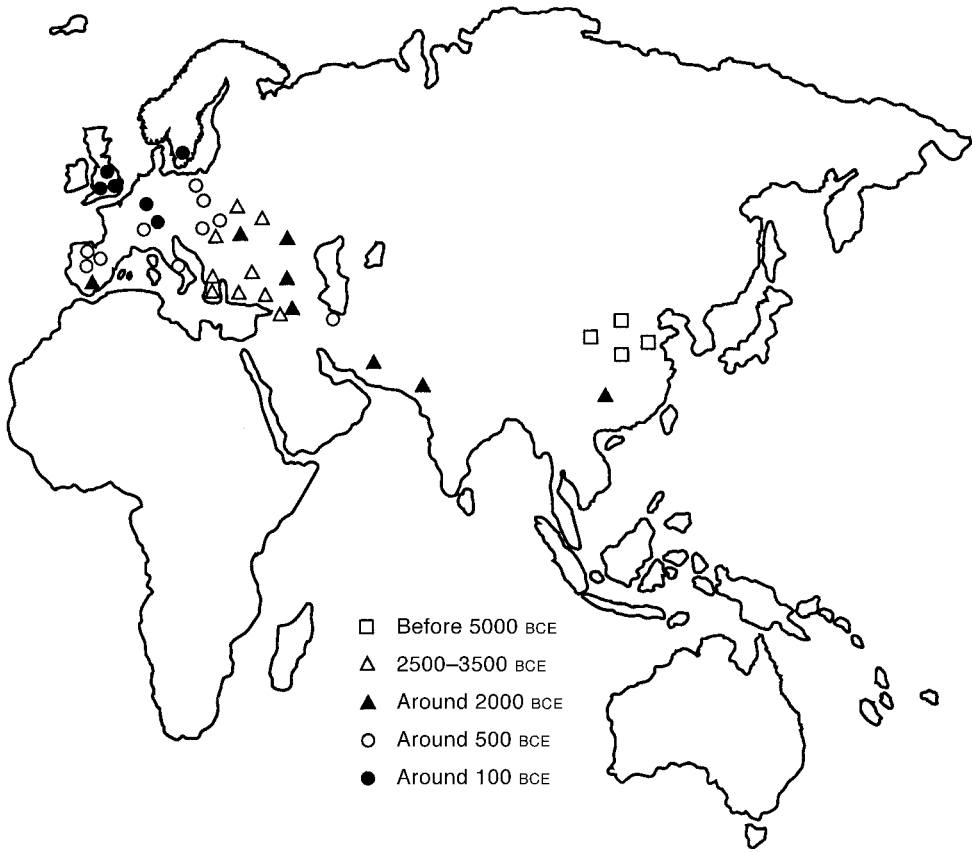 Before 5000 BCE
2500–3500 BCE
Around 2000 BCE
Around 500 BCE
Around 100 BCE